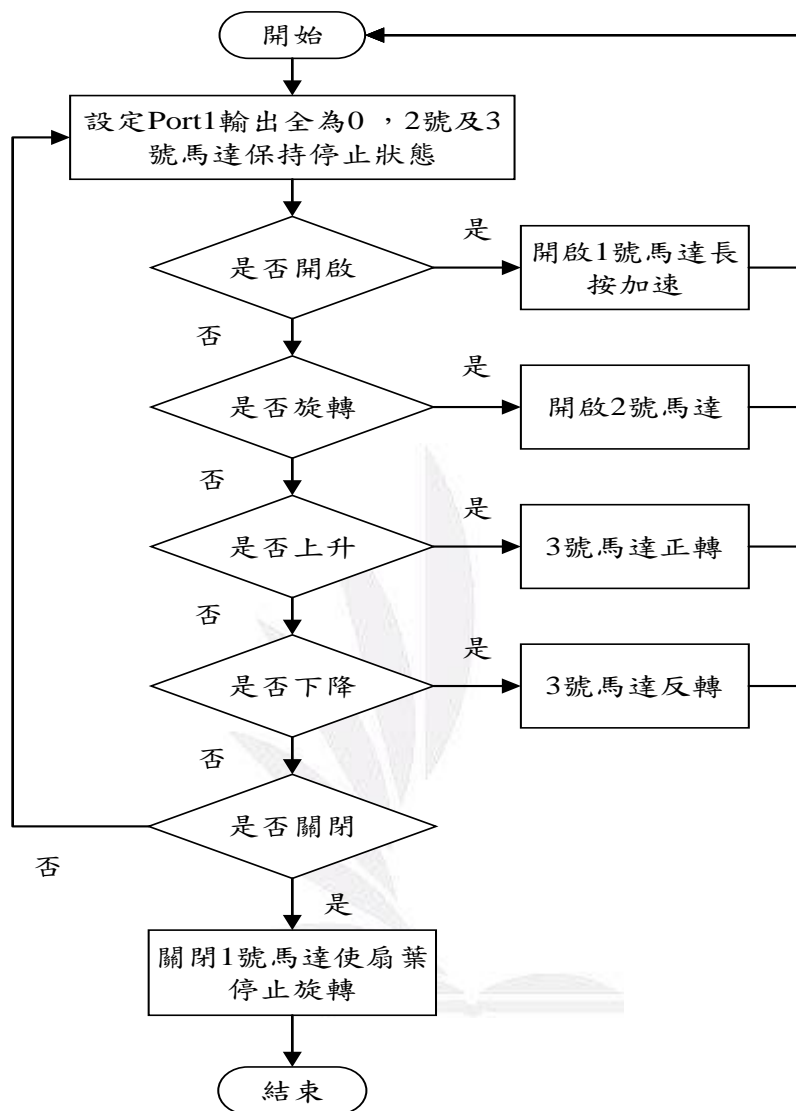 開始
設定Port1輸出全為0 ，2號及3
號馬達保持停止狀態
是否開啟
是
開啟1號馬達長
按加速
否
是否旋轉
是
開啟2號馬達
否
是否上升
是
3號馬達正轉
否
是否下降
是
3號馬達反轉
否
是否關閉
否
是
關閉1號馬達使扇葉
停止旋轉
結束